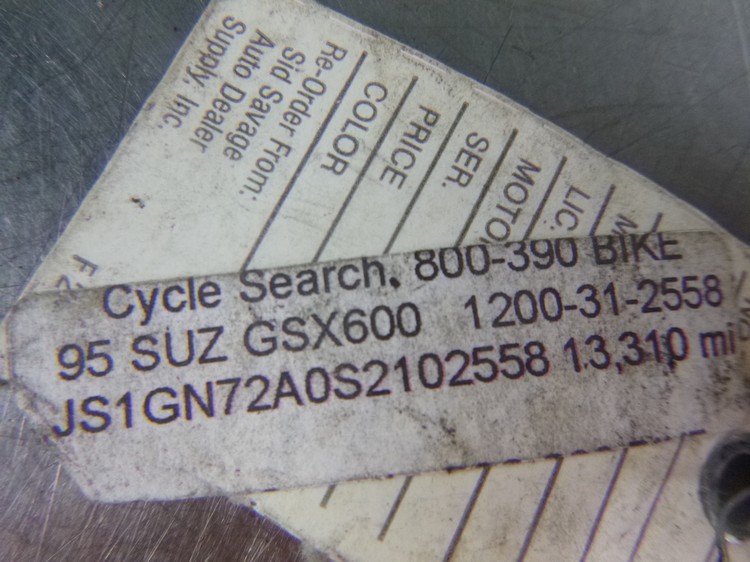 Re-Order From:
Sid Savage
Auto Dealer
Supply, Inc.
COLOR
PRICE
SER.
MOTO
LIC.
Cycle Search. 800-390 BIKE
95 SUZ GSX600 1200-31-2558
JS1GN72A0S2102558 13,310 mi